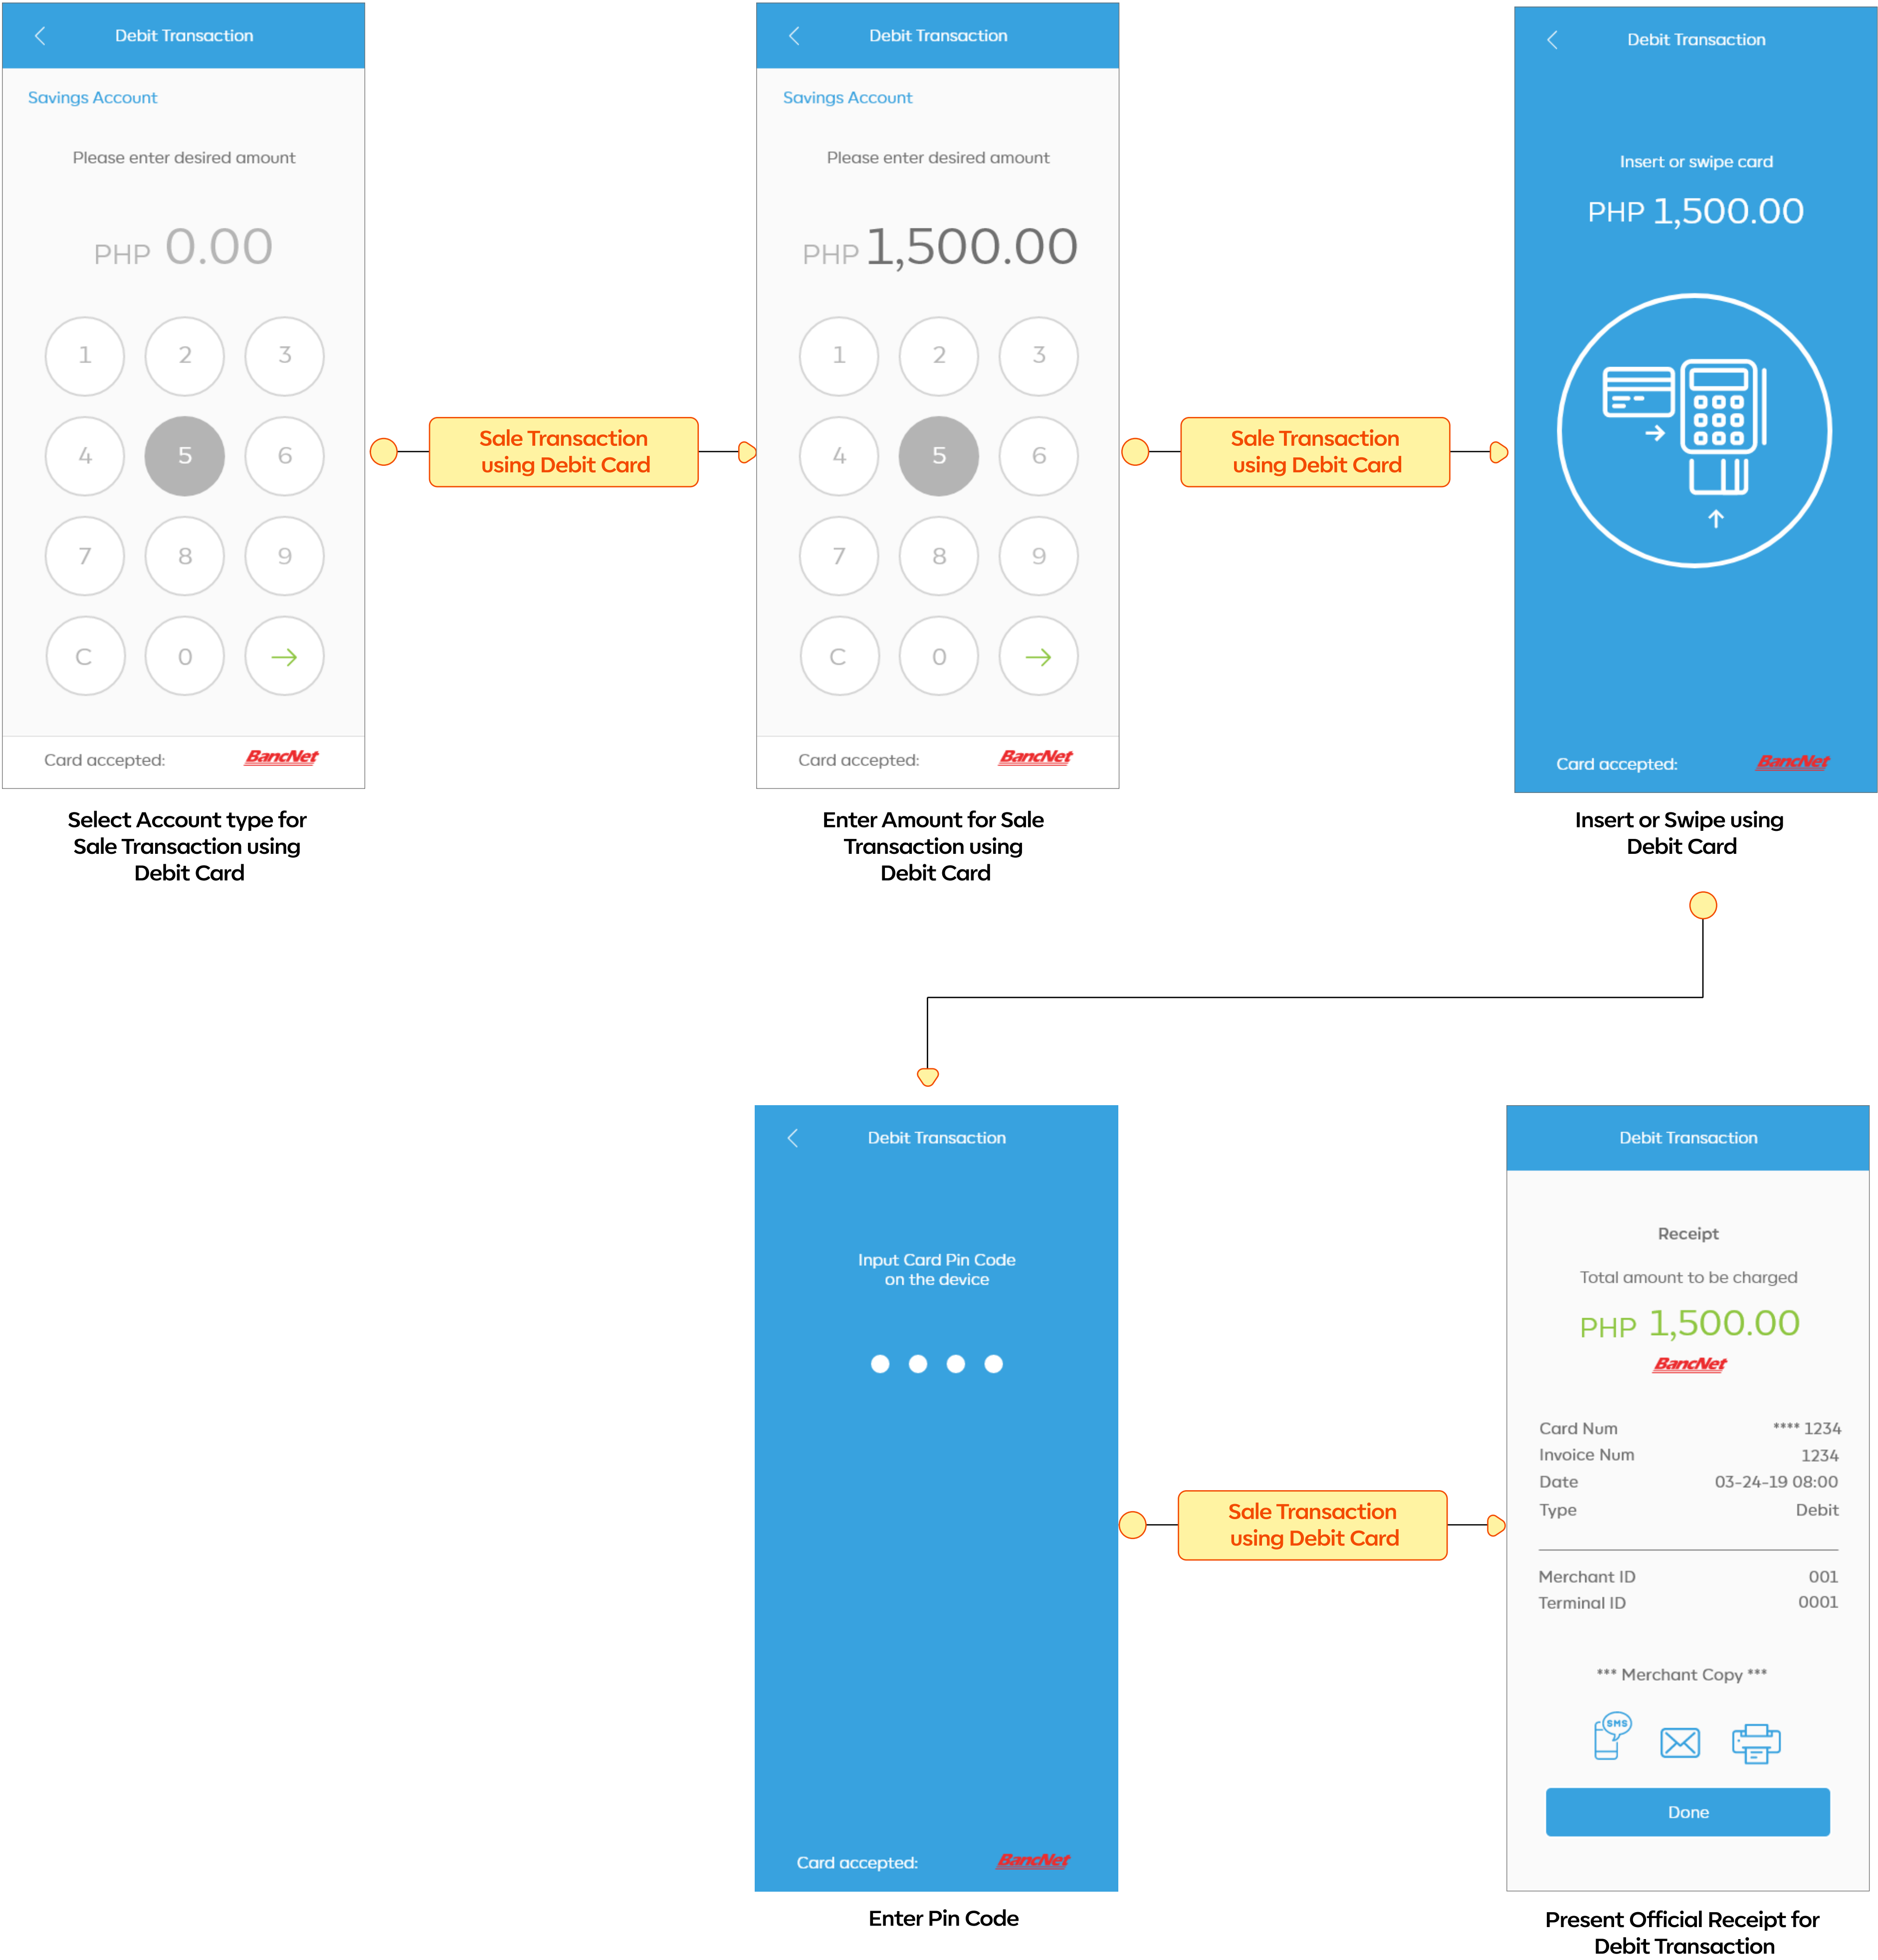 Debit Transaction
Savings Account
Please enter desired amount
PHP 0.00
1 2 3
4 5 6
7 8 9
C 0
Card accepted: BancNet
Select Account type for
Sale Transaction using
Debit Card
Sale Transaction
using Debit Card
Debit Transaction
Savings Account
Please enter desired amount
PHP 1,500.00
1 2 3
4 5 6
7 8 9
C 0
Card accepted: BancNet
Enter Amount for Sale
Transaction using
Debit Card
Sale Transaction
using Debit Card
Debit Transaction
Insert or swipe card
PHP 1,500.00
Card accepted: BancNet
Insert or Swipe using
Debit Card
Debit Transaction
Input Card Pin Code
on the device
Card accepted: BancNet
Enter Pin Code
Sale Transaction
using Debit Card
Debit Transaction
Receipt
Total amount to be charged
PHP 1,500.00
BancNet
Card Num **** 1234
Invoice Num 1234
Date 03-24-19 08:00
Type Debit
Merchant ID 001
Terminal ID 0001
*** Merchant Copy ***
SMS
Done
Present Official Receipt for
Debit Transaction